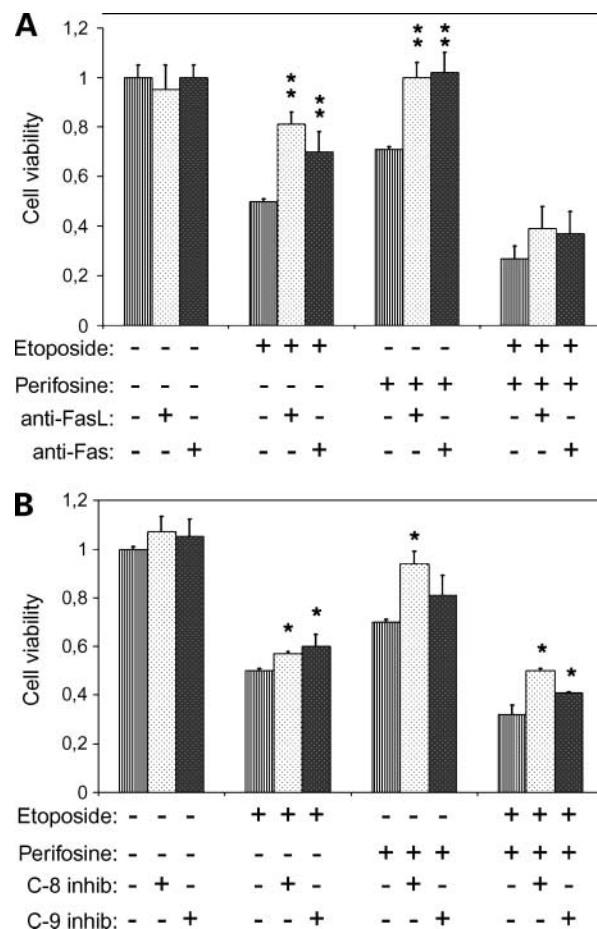 A
1,2
1
0,8
0,6
0,4
0,2
0
Cell viability
** ** ** **
Etoposide: - - - + + + - - - + + +
Perifosine: - - - - - - + + + + + +
anti-FasL: - + - - + - - + - - + -
anti-Fas: - - + - - + - - + - - +
B
1,2
1
0,8
0,6
0,4
0,2
0
Cell viability
* * * * *
Etoposide: - - - + + + - - - + + +
Perifosine: - - - - - - + + + + + +
C-8 inhib: - + - - + - - + - - + -
C-9 inhib: - - + - - + - - + - - +